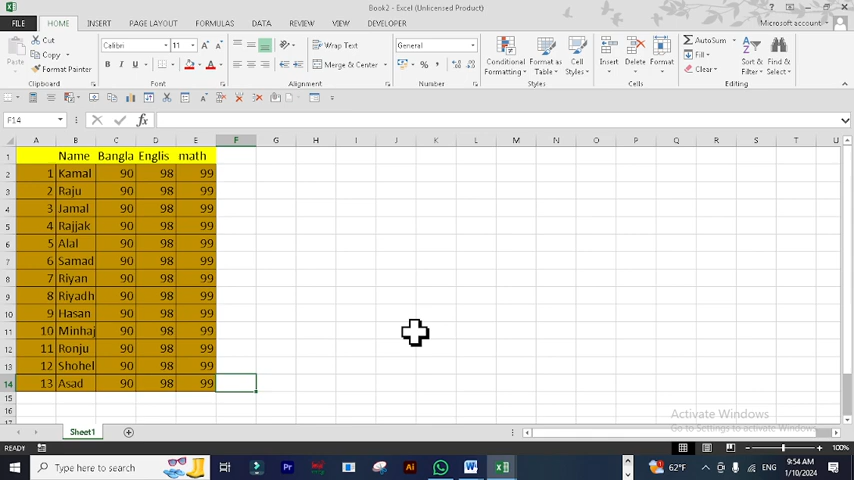 Book2 - Excel (Unlicensed Product)
FILE HOME INSERT PAGE LAYOUT FORMULAS DATA REVIEW VIEW DEVELOPER Microsoft account
Cut Copy Format Painter Paste Clipboard
Calibri 11 Font
Wrap Text Merge & Center Alignment
General Number
Conditional Formatting Format as Table Cell Styles Styles
Insert Delete Format Cells
AutoSum Fill Clear Sort & Filter Find & Select Editing
F14
A B C D E F G H I J K L M N O P Q R S T U
1 Name Bangla Englis math
2 1 Kamal 90 98 99
3 2 Raju 90 98 99
4 3 Jamal 90 98 99
5 4 Rajjak 90 98 99
6 5 Alal 90 98 99
7 6 Samad 90 98 99
8 7 Riyan 90 98 99
9 8 Riyadh 90 98 99
10 9 Hasan 90 98 99
11 10 Minhaj 90 98 99
12 11 Ronju 90 98 99
13 12 Shohel 90 98 99
14 13 Asad 90 98 99
15
16
Activate Windows
Go to Settings to activate Windows.
Sheet1
READY 100%
Type here to search 62°F ENG 9:54 AM
1/10/2024